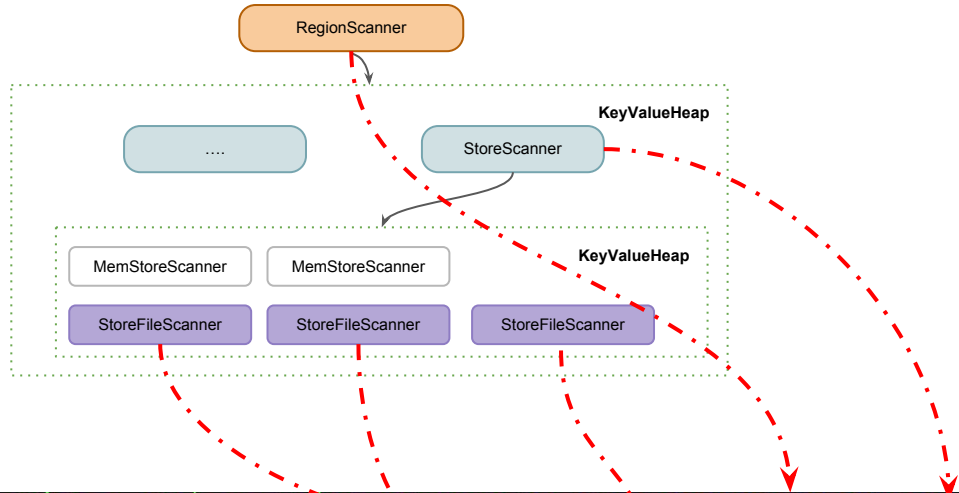 RegionScanner
KeyValueHeap
....
StoreScanner
KeyValueHeap
MemStoreScanner
MemStoreScanner
StoreFileScanner
StoreFileScanner
StoreFileScanner